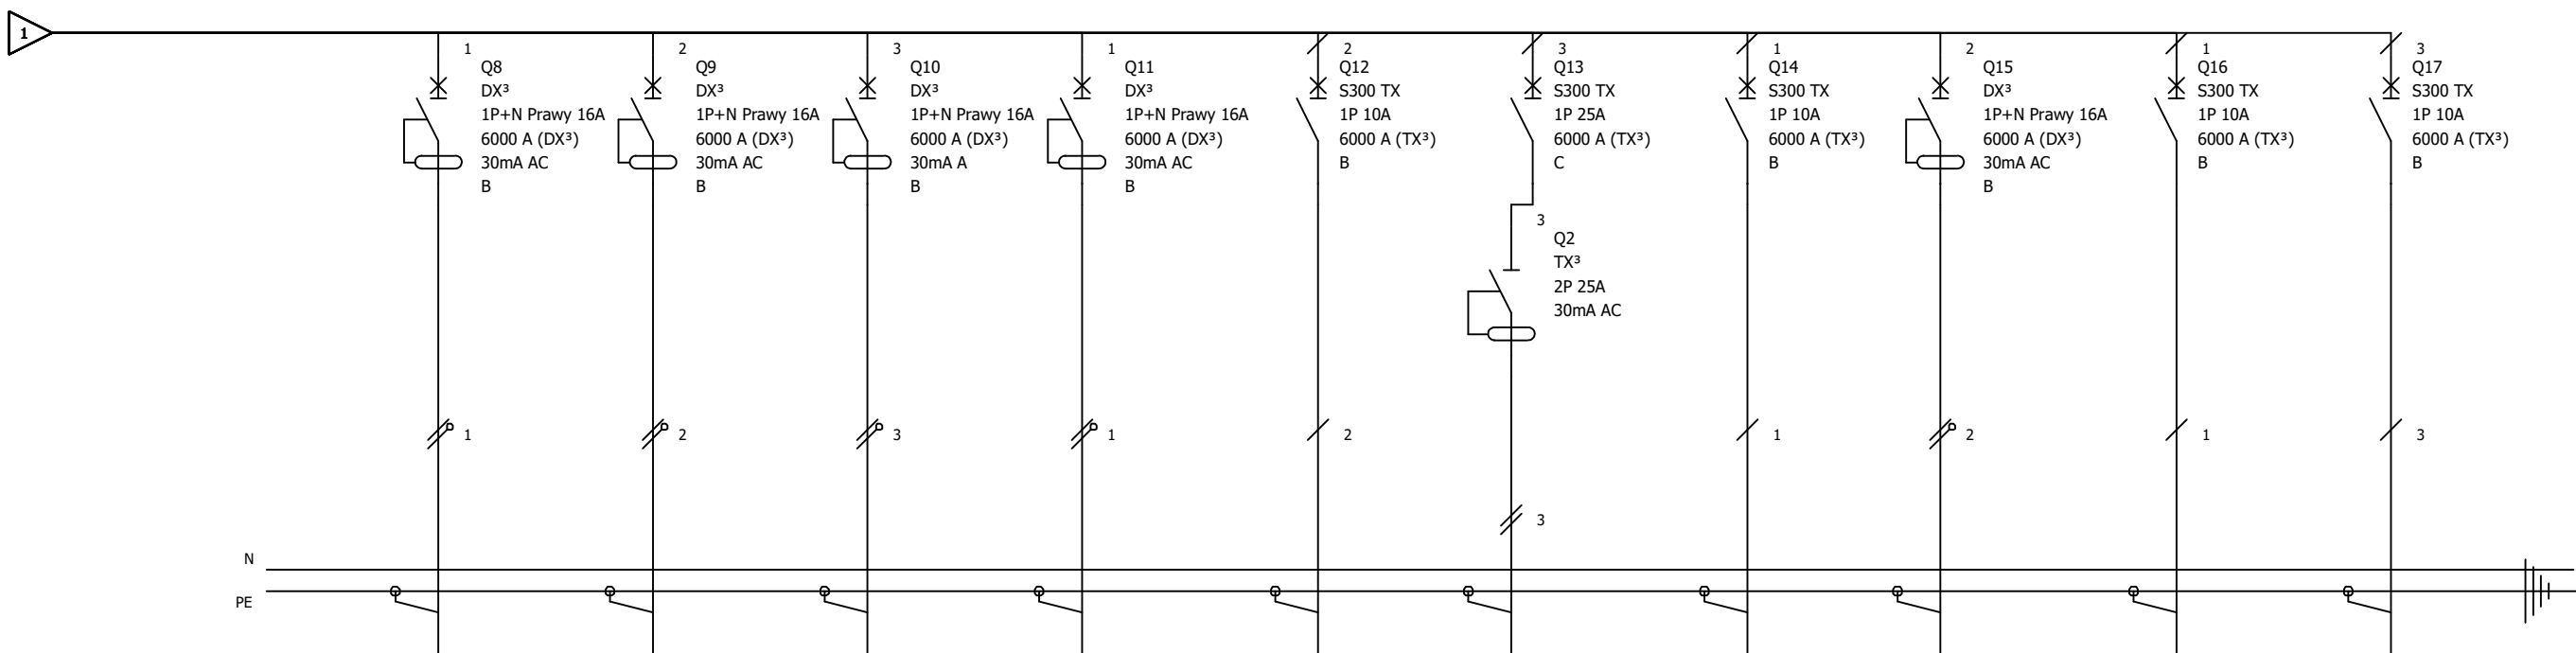 1
1
Q8
DX³
1P+N Prawy 16A
6000 A (DX³)
30mA AC
B
2
Q9
DX³
1P+N Prawy 16A
6000 A (DX³)
30mA AC
B
3
Q10
DX³
1P+N Prawy 16A
6000 A (DX³)
30mA A
B
1
Q11
DX³
1P+N Prawy 16A
6000 A (DX³)
30mA AC
B
2
Q12
S300 TX
1P 10A
6000 A (TX³)
B
3
Q13
S300 TX
1P 25A
6000 A (TX³)
C
1
Q14
S300 TX
1P 10A
6000 A (TX³)
B
2
Q15
DX³
1P+N Prawy 16A
6000 A (DX³)
30mA AC
B
1
Q16
S300 TX
1P 10A
6000 A (TX³)
B
3
Q17
S300 TX
1P 10A
6000 A (TX³)
B
3
Q2
TX³
2P 25A
30mA AC
1
2
3
1
2
1
2
1
3
3
N
PE